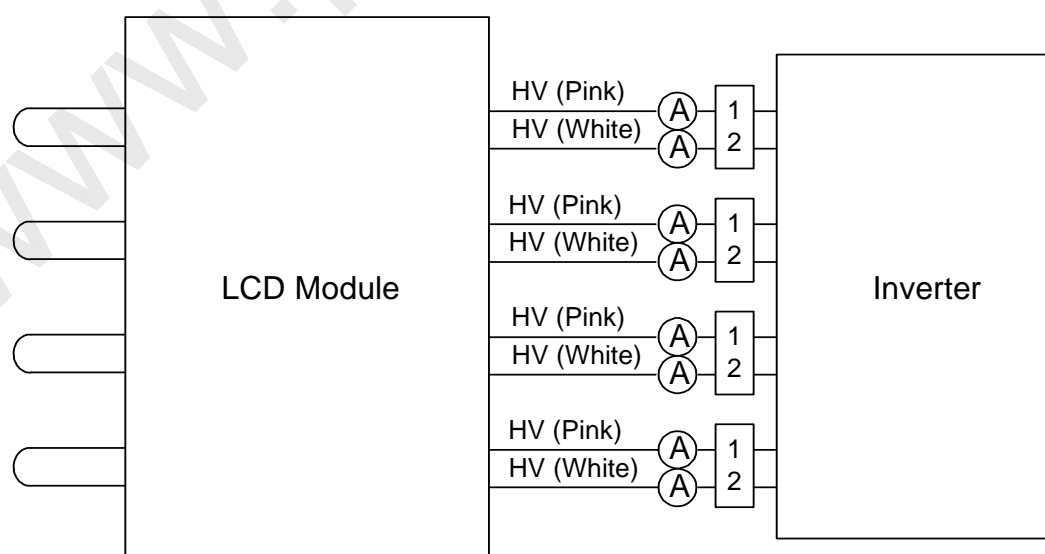 HV (Pink)
A
1
HV (White)
A
2
HV (Pink)
A
1
HV (White)
A
2
LCD Module
Inverter
HV (Pink)
A
1
HV (White)
A
2
HV (Pink)
A
1
HV (White)
A
2